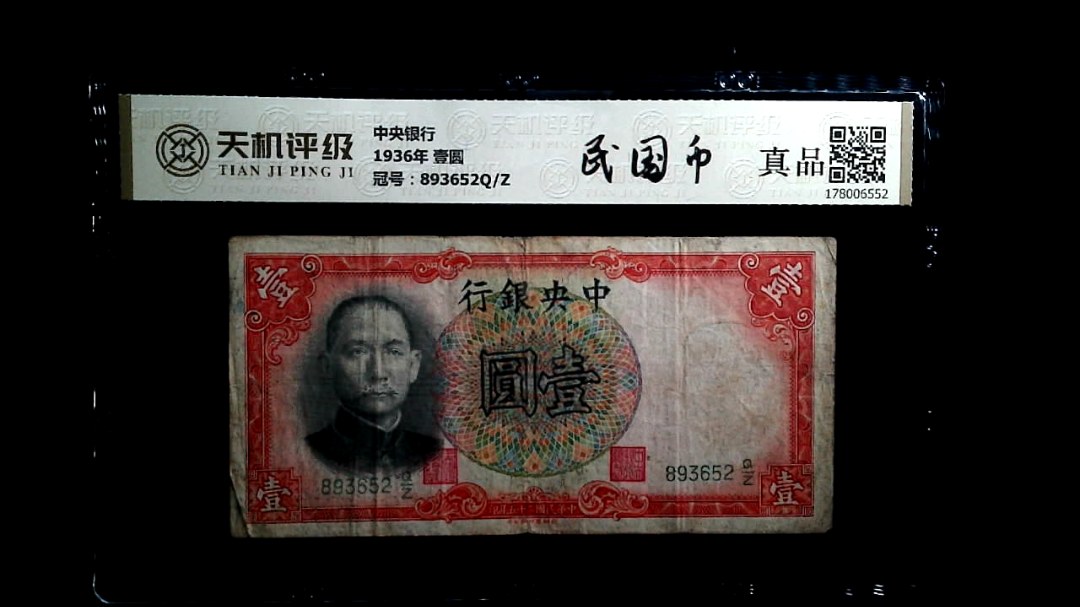 天机评级
TIAN JI PING JI
中央银行
1936年 壹圆
冠号：893652Q/Z
民国币
真品
178006552
壹
壹
行銀央中
圓壹
893652 Q/Z
893652 Q/Z
壹
壹